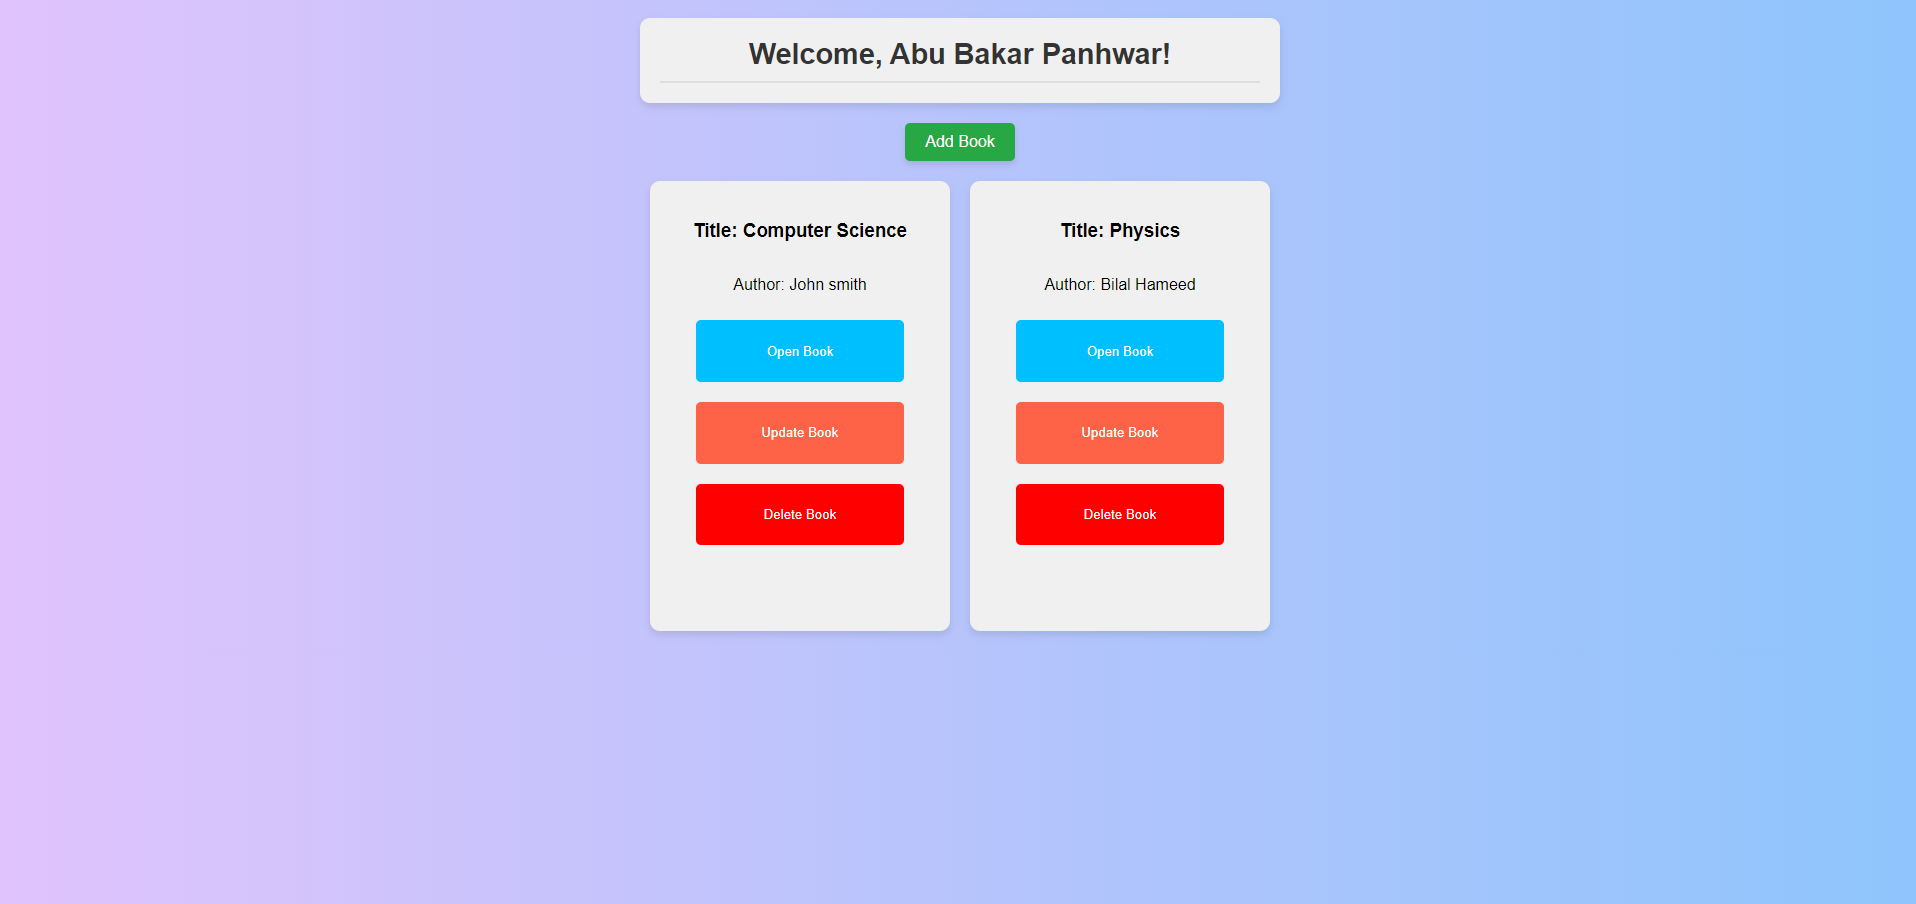 Welcome, Abu Bakar Panhwar!
Add Book
Title: Computer Science
Author: John smith
Open Book
Update Book
Delete Book
Title: Physics
Author: Bilal Hameed
Open Book
Update Book
Delete Book